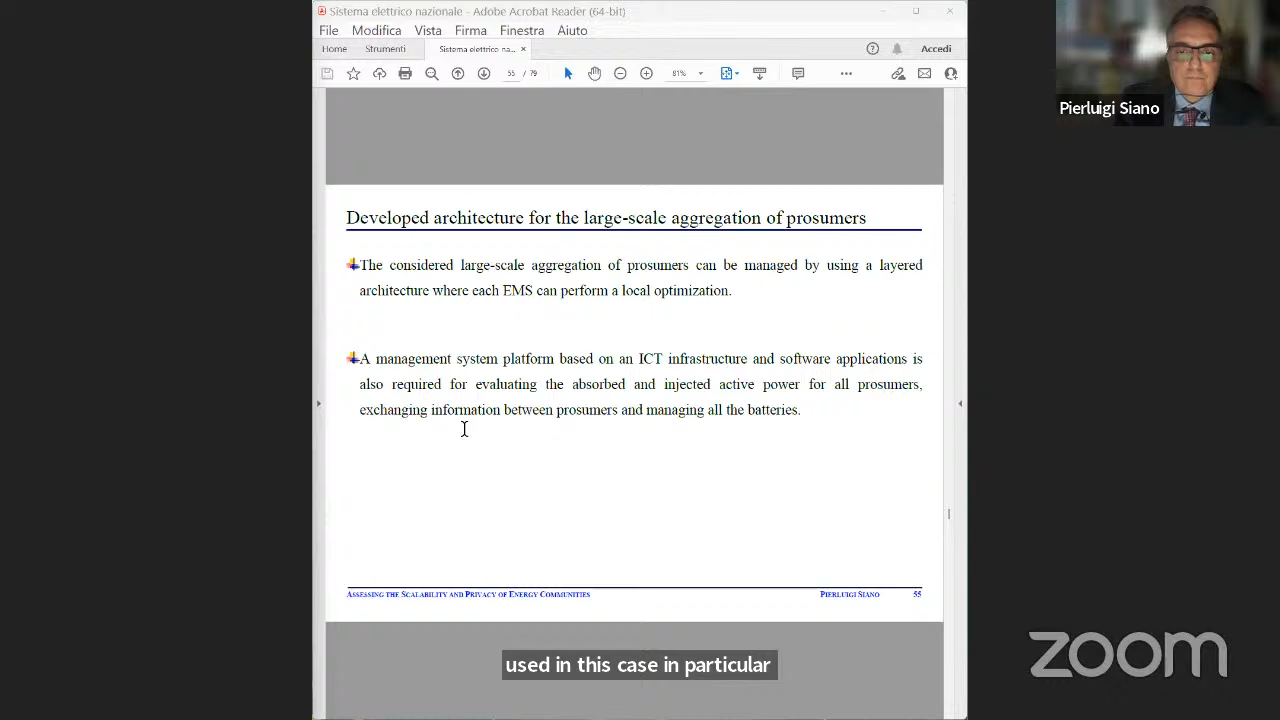 Sistema elettrico nazionale - Adobe Acrobat Reader (64-bit)
File Modifica Vista Firma Finestra Aiuto
Home Strumenti Sistema elettrico na... × Accedi
55 / 79 81%
Pierluigi Siano
Developed architecture for the large-scale aggregation of prosumers
The considered large-scale aggregation of prosumers can be managed by using a layered
architecture where each EMS can perform a local optimization.
A management system platform based on an ICT infrastructure and software applications is
also required for evaluating the absorbed and injected active power for all prosumers,
exchanging information between prosumers and managing all the batteries.
ASSESSING THE SCALABILITY AND PRIVACY OF ENERGY COMMUNITIES PIERLUIGI SIANO 55
used in this case in particular
zoom